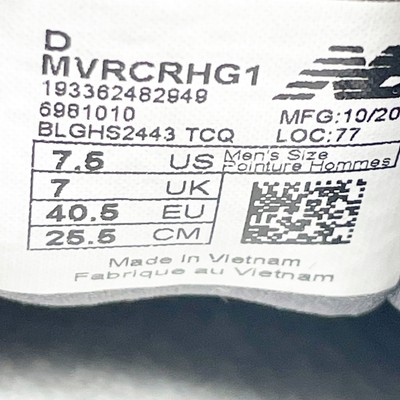 D
MVRCRHG1
193362482949
6981010
MFG:10/20
BLGHS2443 TCQ
LOC:77
7.5 US
Men's Size
Pointure Hommes
7 UK
40.5 EU
25.5 CM
Made in Vietnam
Fabrique au Vietnam